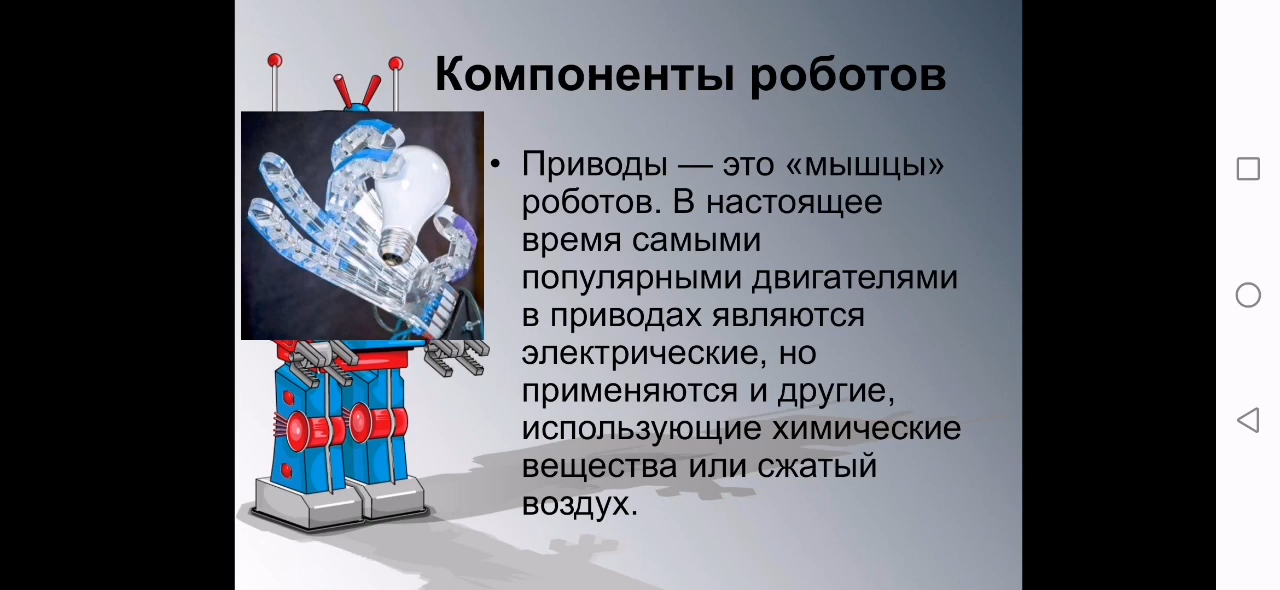 Компоненты роботов
• Приводы — это «мышцы»
роботов. В настоящее
время самыми
популярными двигателями
в приводах являются
электрические, но
применяются и другие,
использующие химические
вещества или сжатый
воздух.